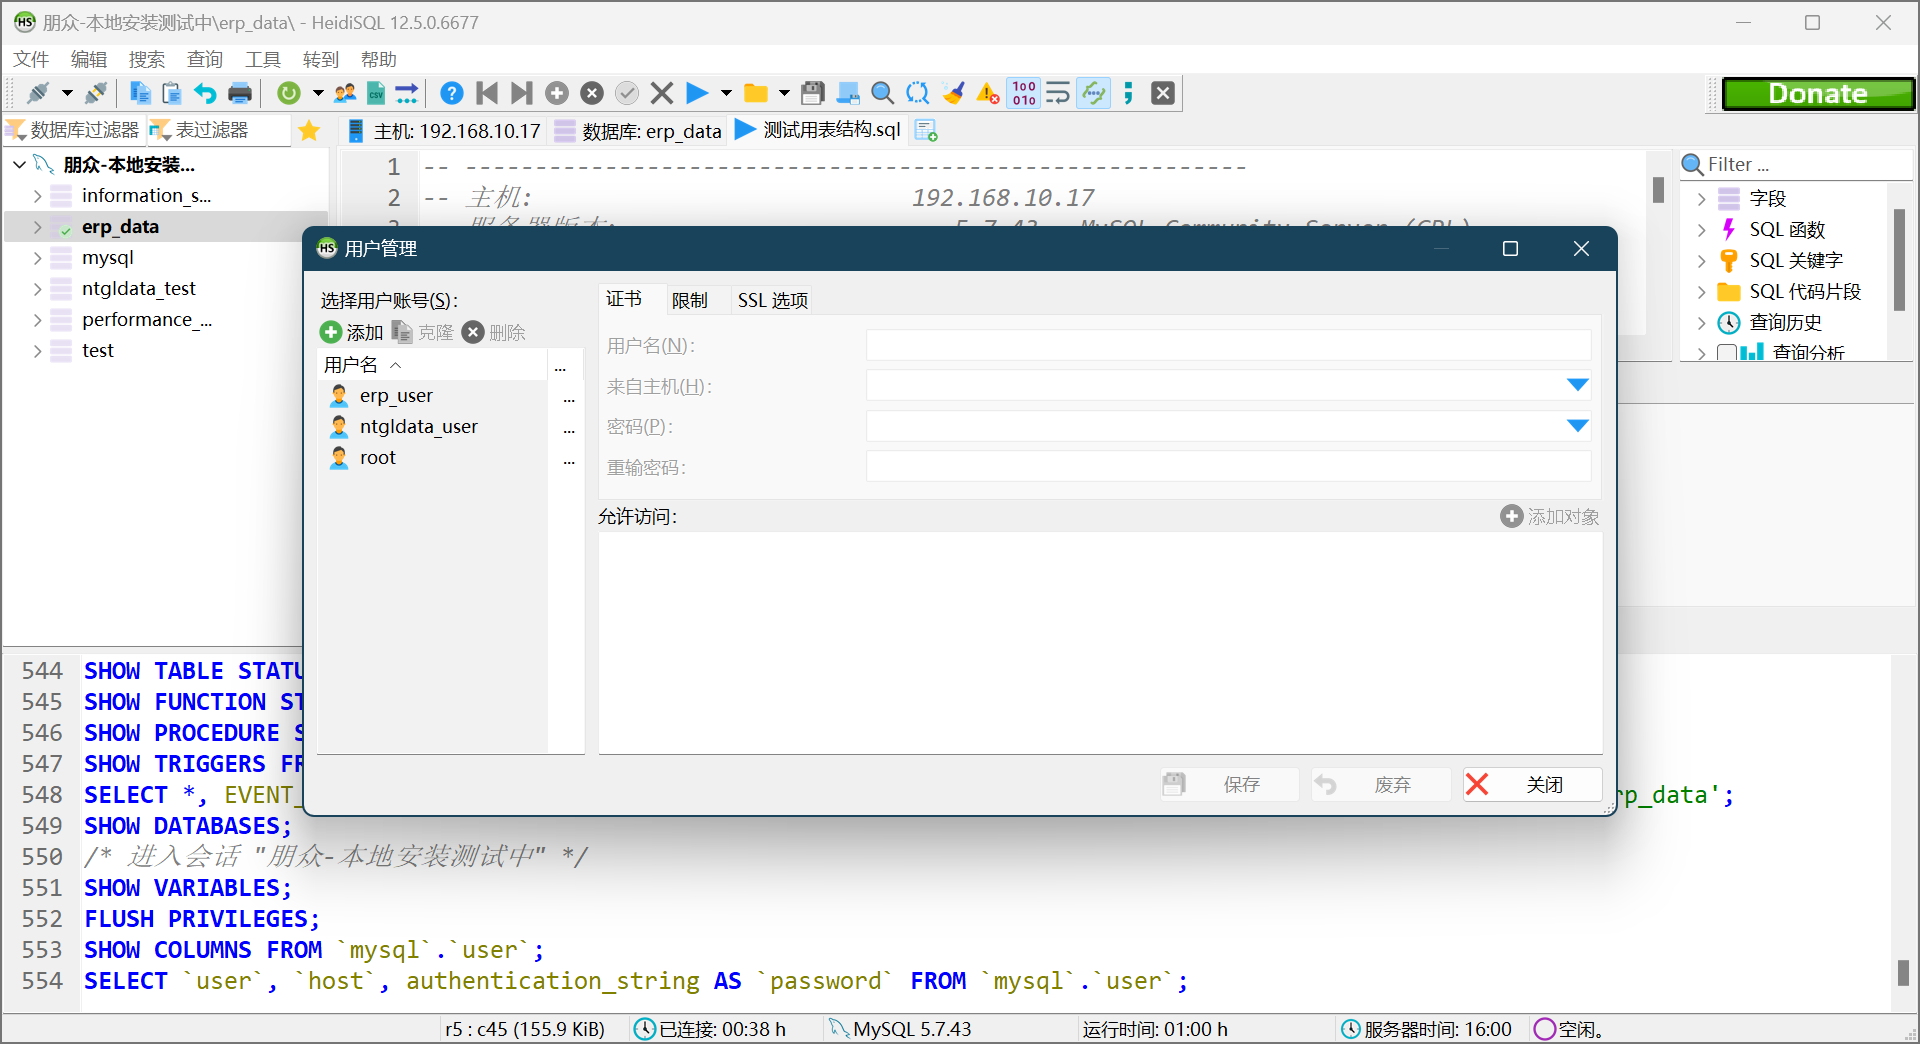 朋众-本地安装测试中\erp_data\ - HeidiSQL 12.5.0.6677
文件 编辑 搜索 查询 工具 转到 帮助
Donate
数据库过滤器 表过滤器
主机: 192.168.10.17 数据库: erp_data 测试用表结构.sql
朋众-本地安装...
information_s...
erp_data
mysql
ntgldata_test
performance_...
test
1 -- --------------------------------------------------------
2 -- 主机: 192.168.10.17
Filter ...
字段
SQL 函数
SQL 关键字
SQL 代码片段
查询历史
查询分析
用户管理
选择用户账号(S):
添加 克隆 删除
用户名 ...
erp_user ...
ntgldata_user ...
root ...
证书 限制 SSL 选项
用户名(N):
来自主机(H):
密码(P):
重输密码:
允许访问:
添加对象
保存 废弃 关闭
544 SHOW TABLE STATU
545 SHOW FUNCTION ST
546 SHOW PROCEDURE S
547 SHOW TRIGGERS FR
548 SELECT *, EVENT_ rp_data';
549 SHOW DATABASES;
550 /* 进入会话 "朋众-本地安装测试中" */
551 SHOW VARIABLES;
552 FLUSH PRIVILEGES;
553 SHOW COLUMNS FROM `mysql`.`user`;
554 SELECT `user`, `host`, authentication_string AS `password` FROM `mysql`.`user`;
r5 : c45 (155.9 KiB) 已连接: 00:38 h MySQL 5.7.43 运行时间: 01:00 h 服务器时间: 16:00 空闲。